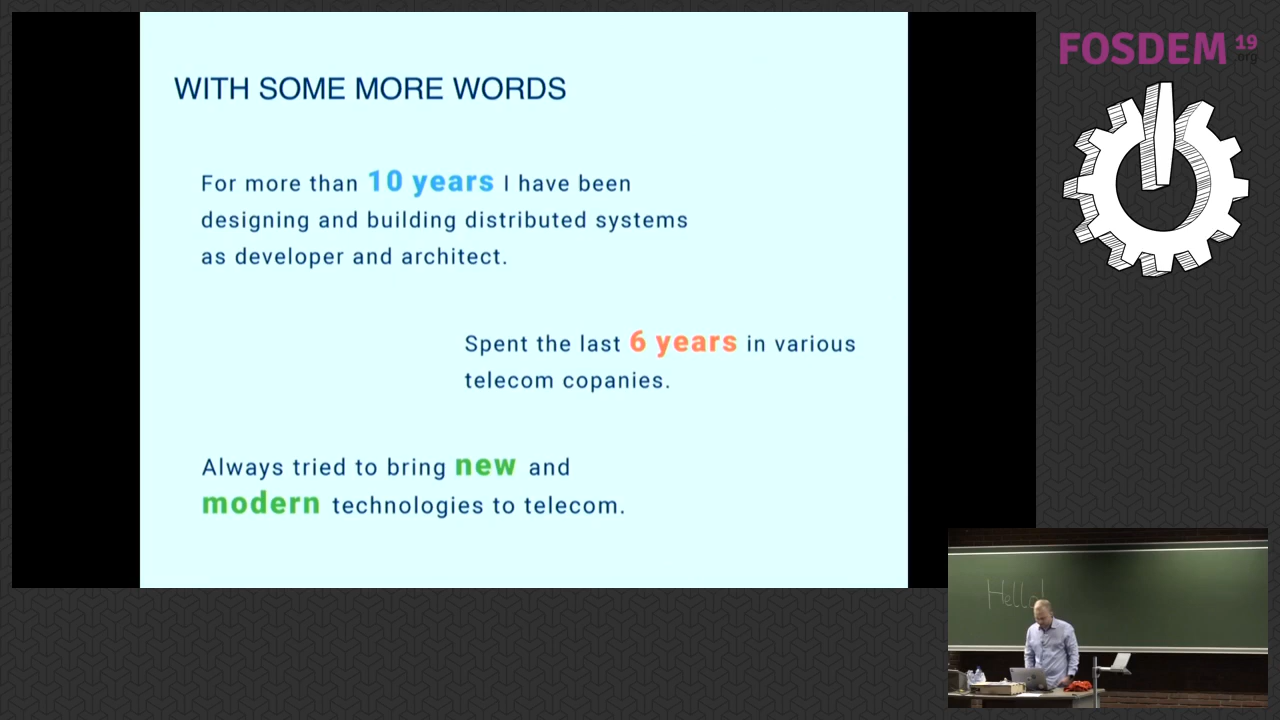 WITH SOME MORE WORDS
For more than 10 years I have been
designing and building distributed systems
as developer and architect.
Spent the last 6 years in various
telecom copanies.
Always tried to bring new and
modern technologies to telecom.
FOSDEM 19
.org
Hello!